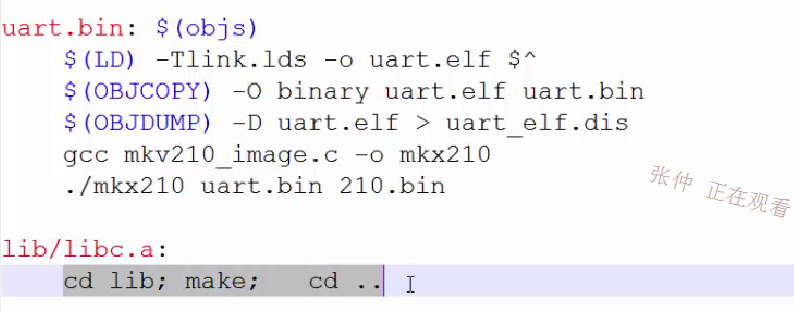 uart.bin: $(objs)
$(LD) -Tlink.lds -o uart.elf $^
$(OBJCOPY) -O binary uart.elf uart.bin
$(OBJDUMP) -D uart.elf > uart_elf.dis
gcc mkv210_image.c -o mkx210
./mkx210 uart.bin 210.bin
张仲 正在观看
lib/libc.a:
cd lib; make;   cd ..